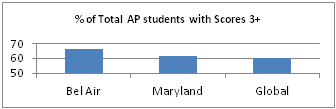 % of Total AP students with Scores 3+
70
60
50
Bel Air Maryland Global